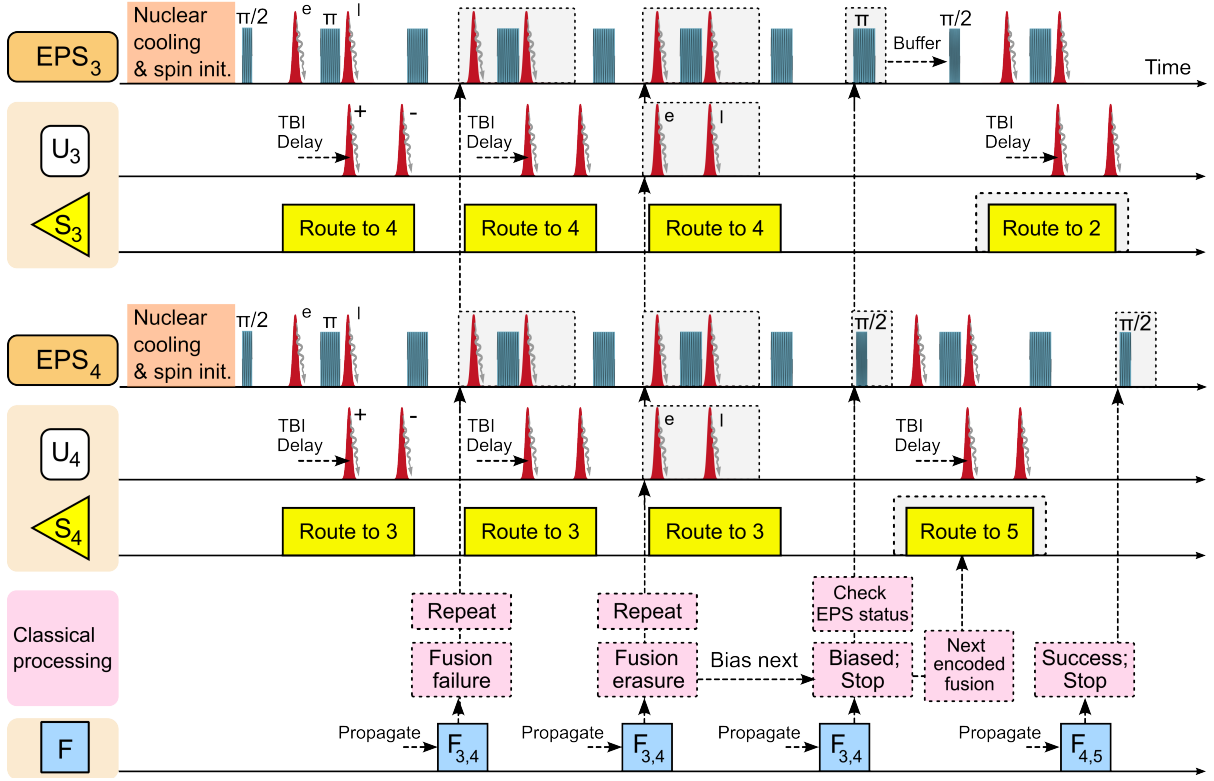 EPS3
Nuclear
cooling
& spin init.
π/2
e
π
l
π
Buffer
π/2
Time
U3
TBI
Delay
+
-
TBI
Delay
e
l
TBI
Delay
S3
Route to 4
Route to 4
Route to 4
Route to 2
EPS4
Nuclear
cooling
& spin init.
π/2
e
π
l
π/2
π/2
U4
TBI
Delay
+
-
TBI
Delay
e
l
TBI
Delay
S4
Route to 3
Route to 3
Route to 3
Route to 5
Classical
processing
Repeat
Fusion
failure
Repeat
Fusion
erasure
Bias next
Check
EPS status
Biased;
Stop
Next
encoded
fusion
Success;
Stop
F
Propagate
F3,4
Propagate
F3,4
Propagate
F3,4
Propagate
F4,5